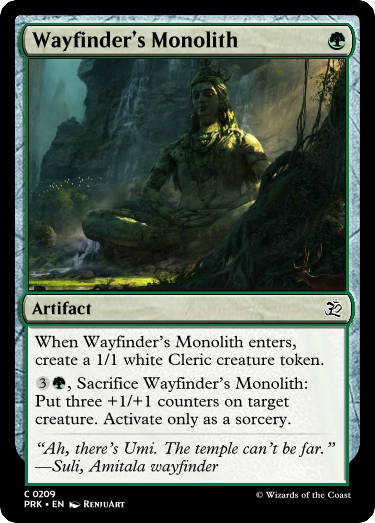 Wayfinder's Monolith
Artifact
When Wayfinder's Monolith enters,
create a 1/1 white Cleric creature token.
3, Sacrifice Wayfinder's Monolith:
Put three +1/+1 counters on target
creature. Activate only as a sorcery.
“Ah, there's Umi. The temple can't be far.”
—Suli, Amitala wayfinder
C 0209
PRK • EN RenjuArt
© Wizards of the Coast